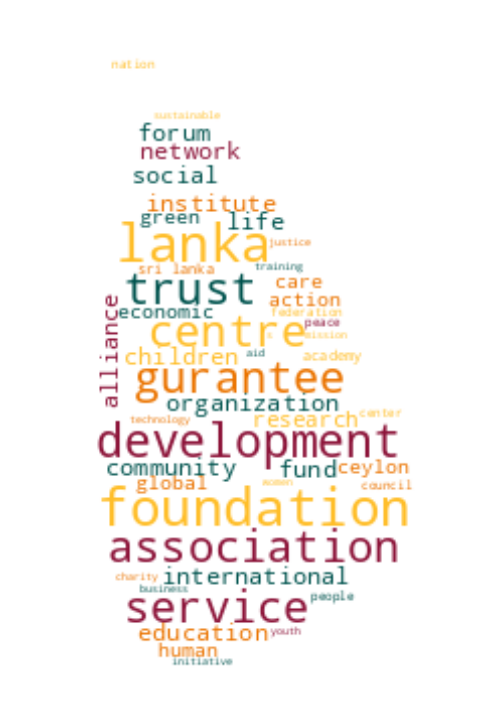 nation
sustainable
forum
network
social
institute
green life
lanka
justice
sri lanka training
trust care
action
economic federation
alliance
peace
centre mission
s
children aid academy
gurantee
organization
research center
technology
development
community fund ceylon
global women council
foundation
association
charity international
business people
service
education youth
human
initiative